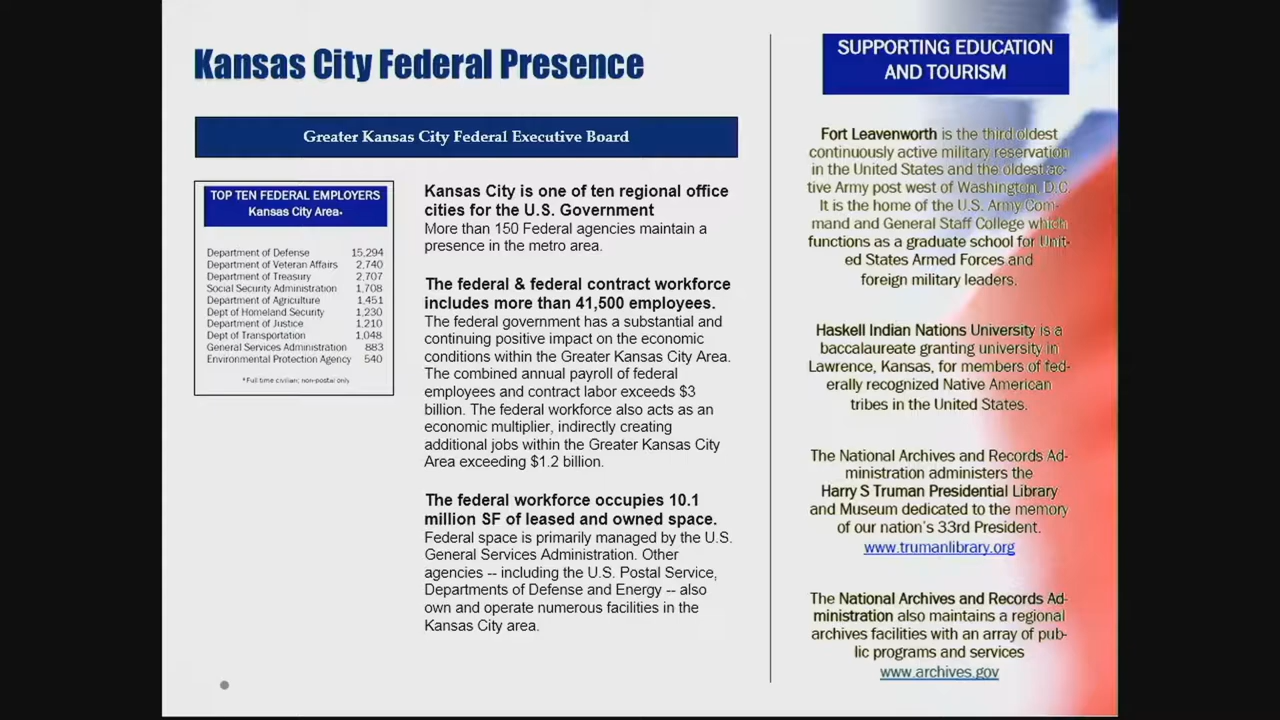 Kansas City Federal Presence
Greater Kansas City Federal Executive Board
TOP TEN FEDERAL EMPLOYERS
Kansas City Area*
Department of Defense 15,294
Department of Veteran Affairs 2,740
Department of Treasury 2,707
Social Security Administration 1,708
Department of Agriculture 1,451
Dept of Homeland Security 1,230
Department of Justice 1,210
Dept of Transportation 1,048
General Services Administration 883
Environmental Protection Agency 540
*Full time civilian; non-postal only
Kansas City is one of ten regional office
cities for the U.S. Government
More than 150 Federal agencies maintain a
presence in the metro area.
The federal & federal contract workforce
includes more than 41,500 employees.
The federal government has a substantial and
continuing positive impact on the economic
conditions within the Greater Kansas City Area.
The combined annual payroll of federal
employees and contract labor exceeds $3
billion. The federal workforce also acts as an
economic multiplier, indirectly creating
additional jobs within the Greater Kansas City
Area exceeding $1.2 billion.
The federal workforce occupies 10.1
million SF of leased and owned space.
Federal space is primarily managed by the U.S.
General Services Administration. Other
agencies -- including the U.S. Postal Service,
Departments of Defense and Energy -- also
own and operate numerous facilities in the
Kansas City area.
SUPPORTING EDUCATION
AND TOURISM
Fort Leavenworth is the third oldest
continuously active military reservation
in the United States and the oldest ac-
tive Army post west of Washington, D.C.
It is the home of the U.S. Army Com-
mand and General Staff College which
functions as a graduate school for Unit-
ed States Armed Forces and
foreign military leaders.
Haskell Indian Nations University is a
baccalaureate granting university in
Lawrence, Kansas, for members of fed-
erally recognized Native American
tribes in the United States.
The National Archives and Records Ad-
ministration administers the
Harry S Truman Presidential Library
and Museum dedicated to the memory
of our nation's 33rd President.
www.trumanlibrary.org
The National Archives and Records Ad-
ministration also maintains a regional
archives facilities with an array of pub-
lic programs and services
www.archives.gov